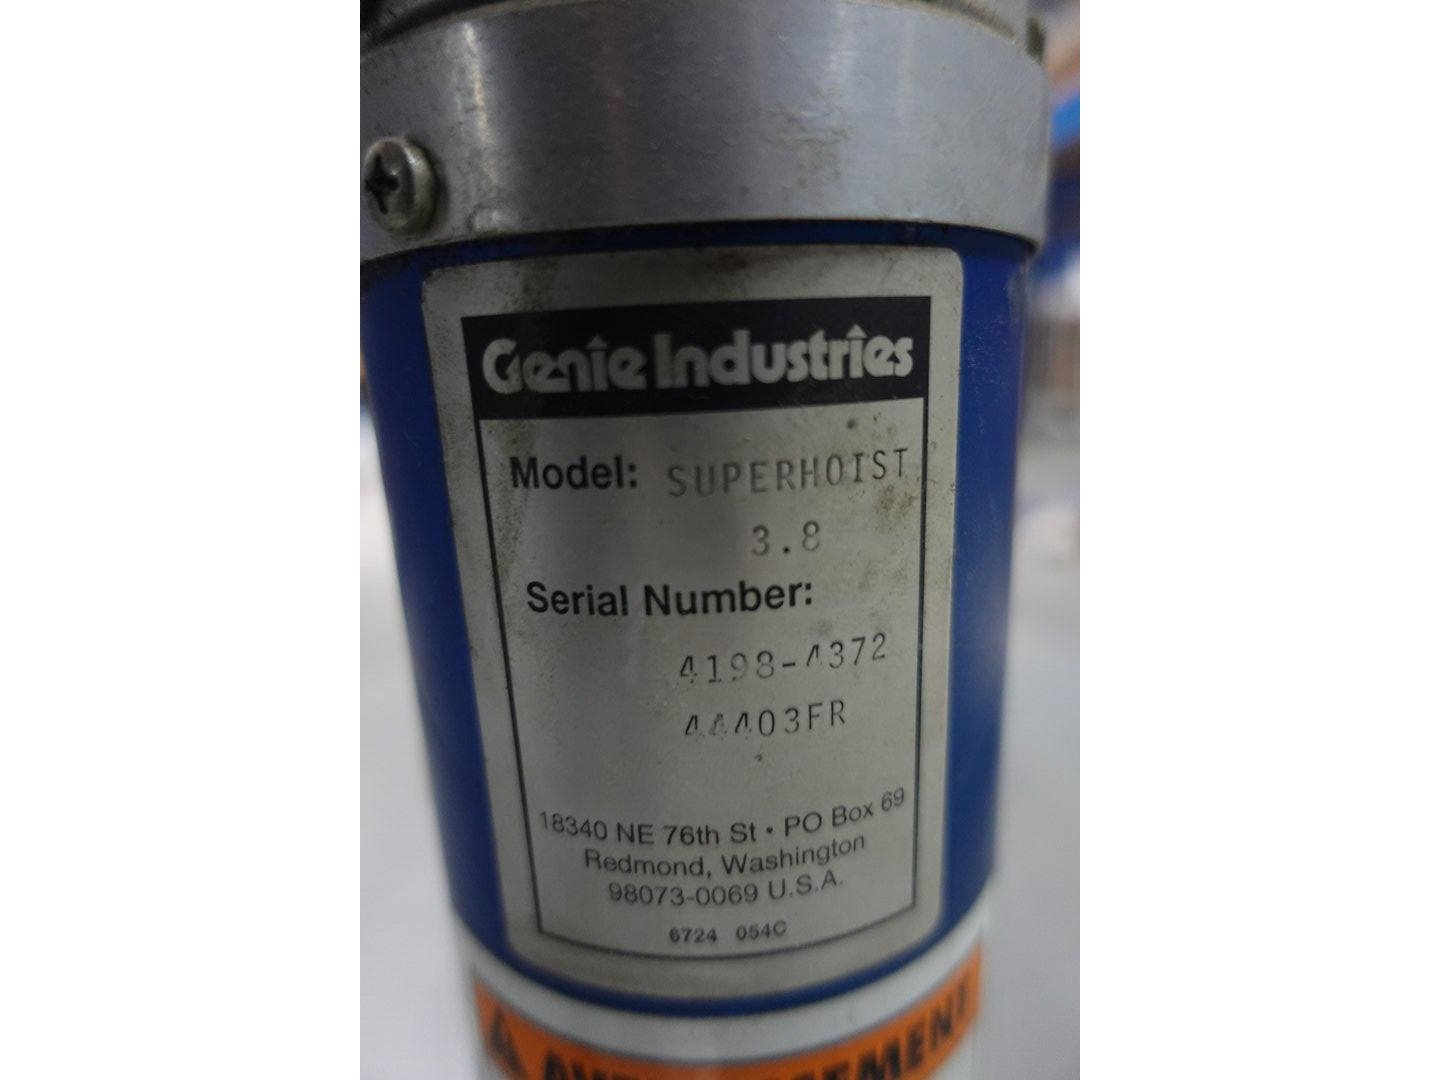 Genie Industries
Model: SUPERHOIST
3.8
Serial Number:
4198-4372
44403FR
18340 NE 76th St • PO Box 69
Redmond, Washington
98073-0069 U.S.A.
6724 054C